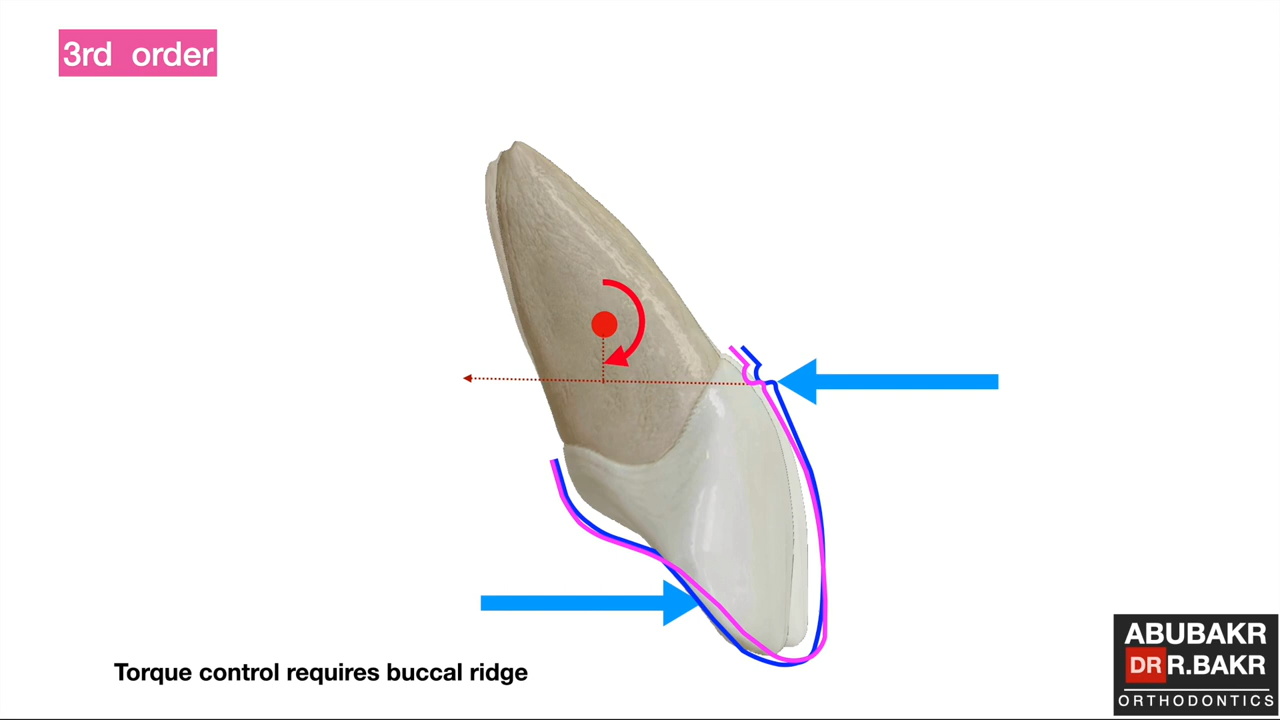 3rd order
Torque control requires buccal ridge
ABUBAKR
DR R.BAKR
ORTHODONTICS